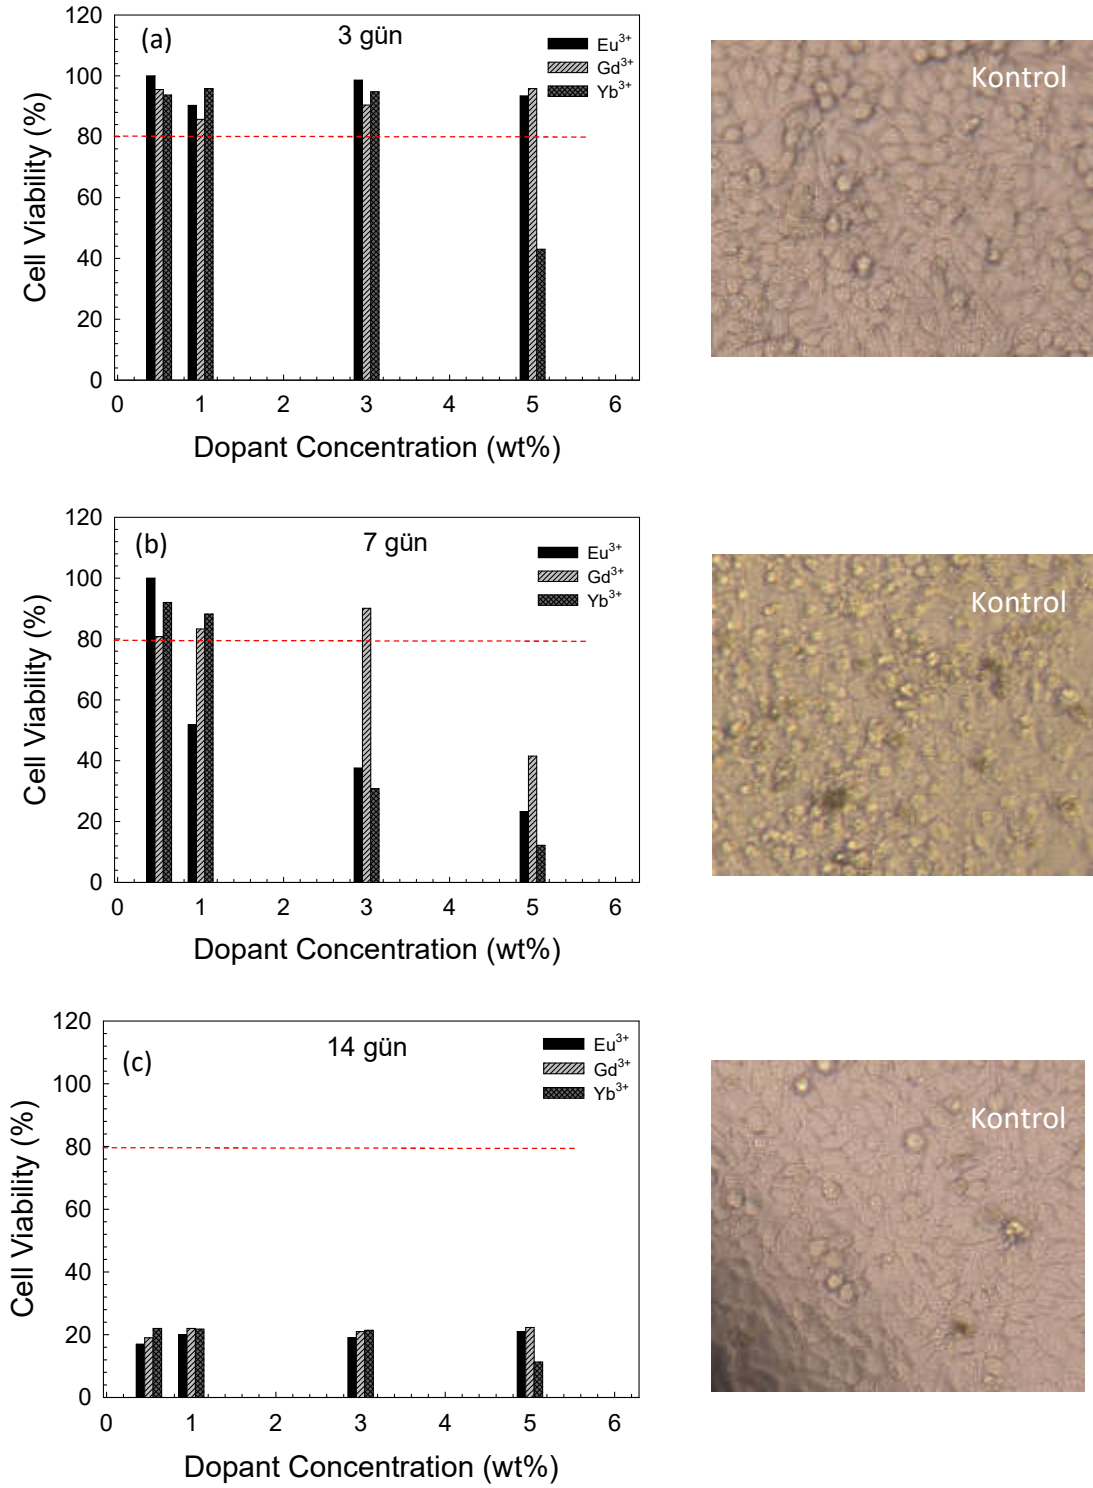 (a)
3 gün
Eu³⁺
Gd³⁺
Yb³⁺
120
100
80
60
40
20
0
Cell Viability (%)
0 1 2 3 4 5 6
Dopant Concentration (wt%)
Kontrol
(b)
7 gün
Eu³⁺
Gd³⁺
Yb³⁺
120
100
80
60
40
20
0
Cell Viability (%)
0 1 2 3 4 5 6
Dopant Concentration (wt%)
Kontrol
(c)
14 gün
Eu³⁺
Gd³⁺
Yb³⁺
120
100
80
60
40
20
0
Cell Viability (%)
0 1 2 3 4 5 6
Dopant Concentration (wt%)
Kontrol